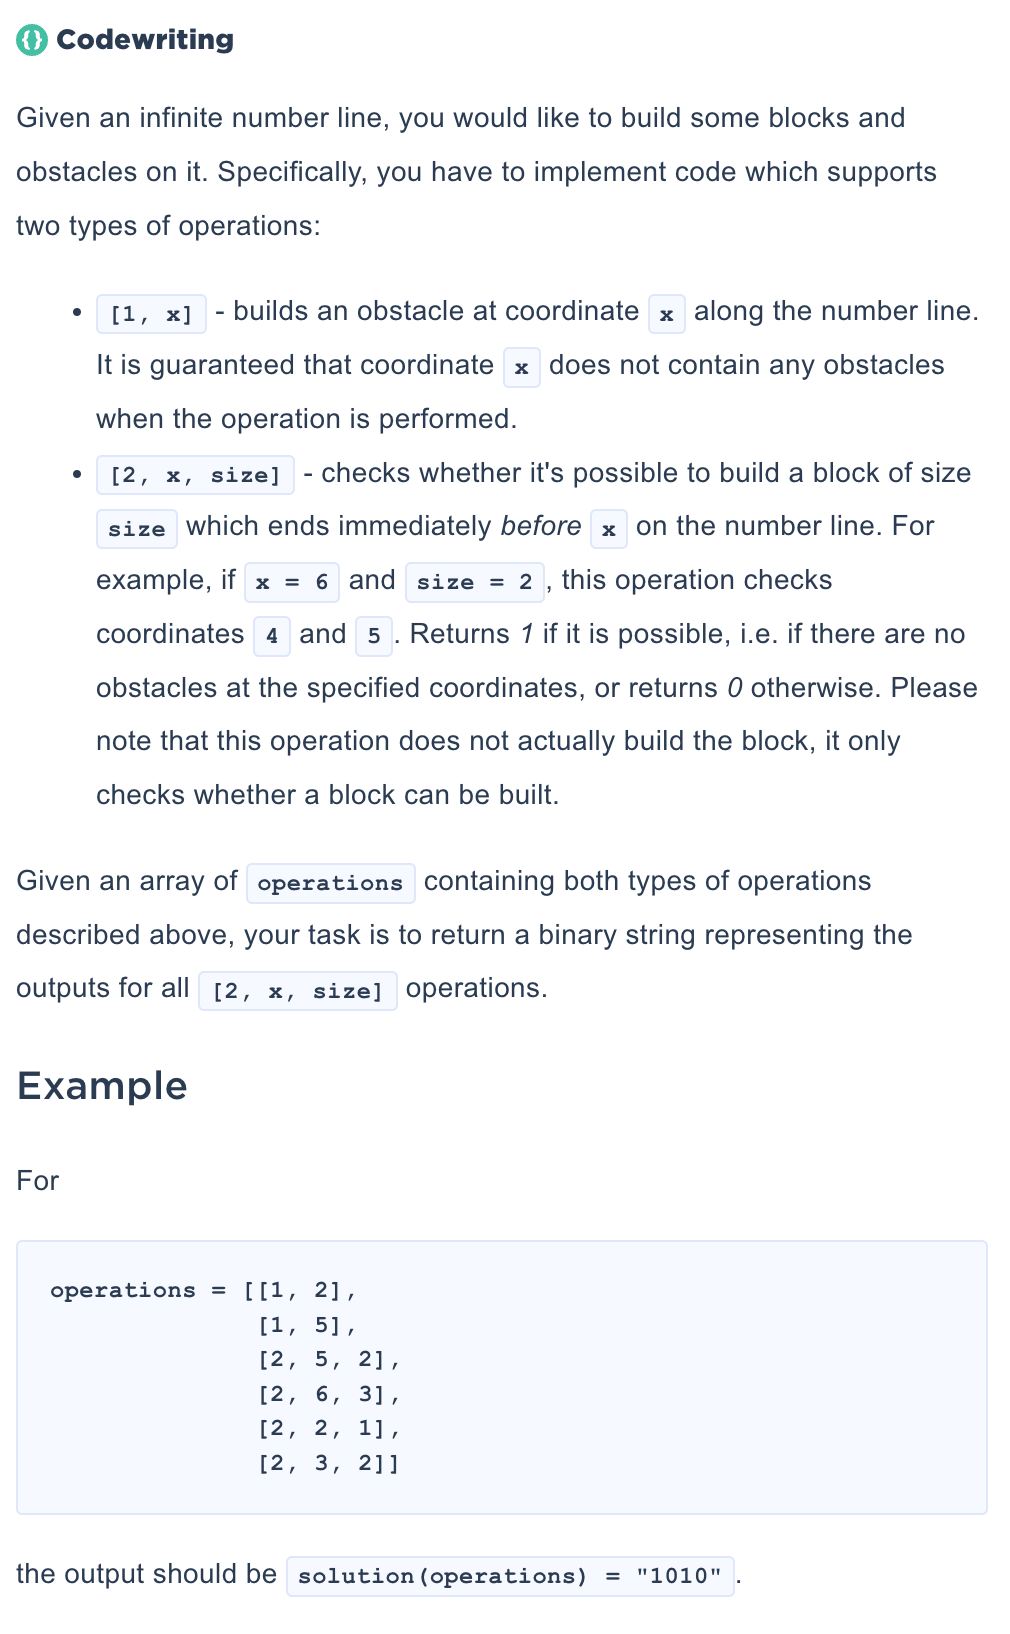 {} Codewriting
Given an infinite number line, you would like to build some blocks and
obstacles on it. Specifically, you have to implement code which supports
two types of operations:
• [1, x] - builds an obstacle at coordinate x along the number line.
It is guaranteed that coordinate x does not contain any obstacles
when the operation is performed.
• [2, x, size] - checks whether it's possible to build a block of size
size which ends immediately before x on the number line. For
example, if x = 6 and size = 2, this operation checks
coordinates 4 and 5. Returns 1 if it is possible, i.e. if there are no
obstacles at the specified coordinates, or returns 0 otherwise. Please
note that this operation does not actually build the block, it only
checks whether a block can be built.
Given an array of operations containing both types of operations
described above, your task is to return a binary string representing the
outputs for all [2, x, size] operations.
Example
For
operations = [[1, 2],
[1, 5],
[2, 5, 2],
[2, 6, 3],
[2, 2, 1],
[2, 3, 2]]
the output should be solution(operations) = "1010".